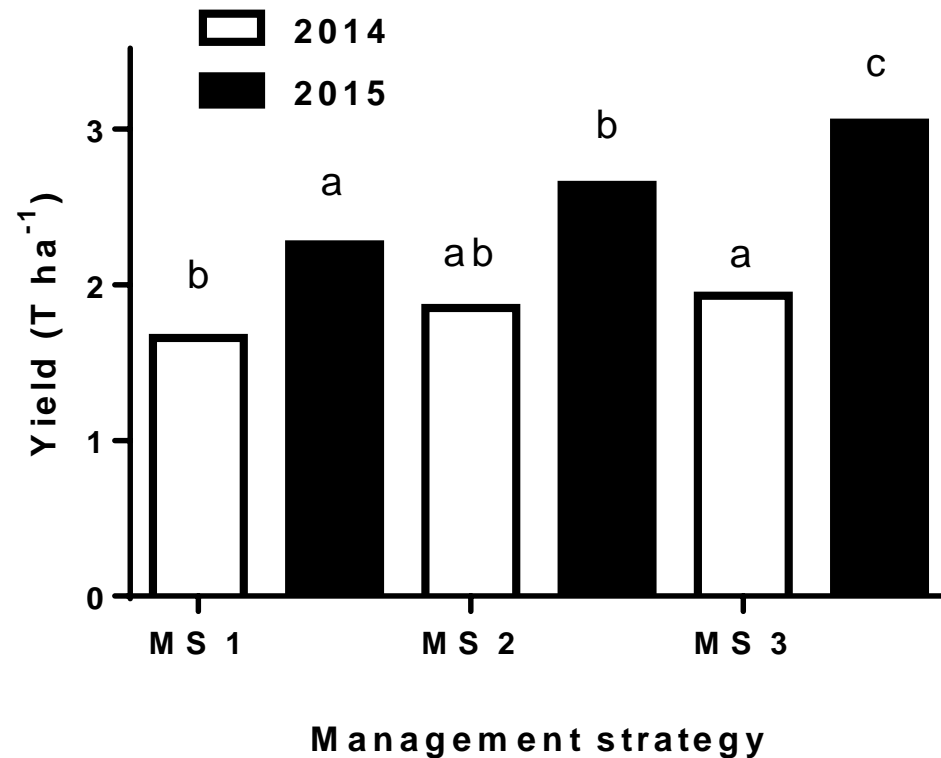 2014
2015
Yield (T ha⁻¹)
3
2
1
0
b
a
ab
b
a
c
MS 1
MS 2
MS 3
Management strategy